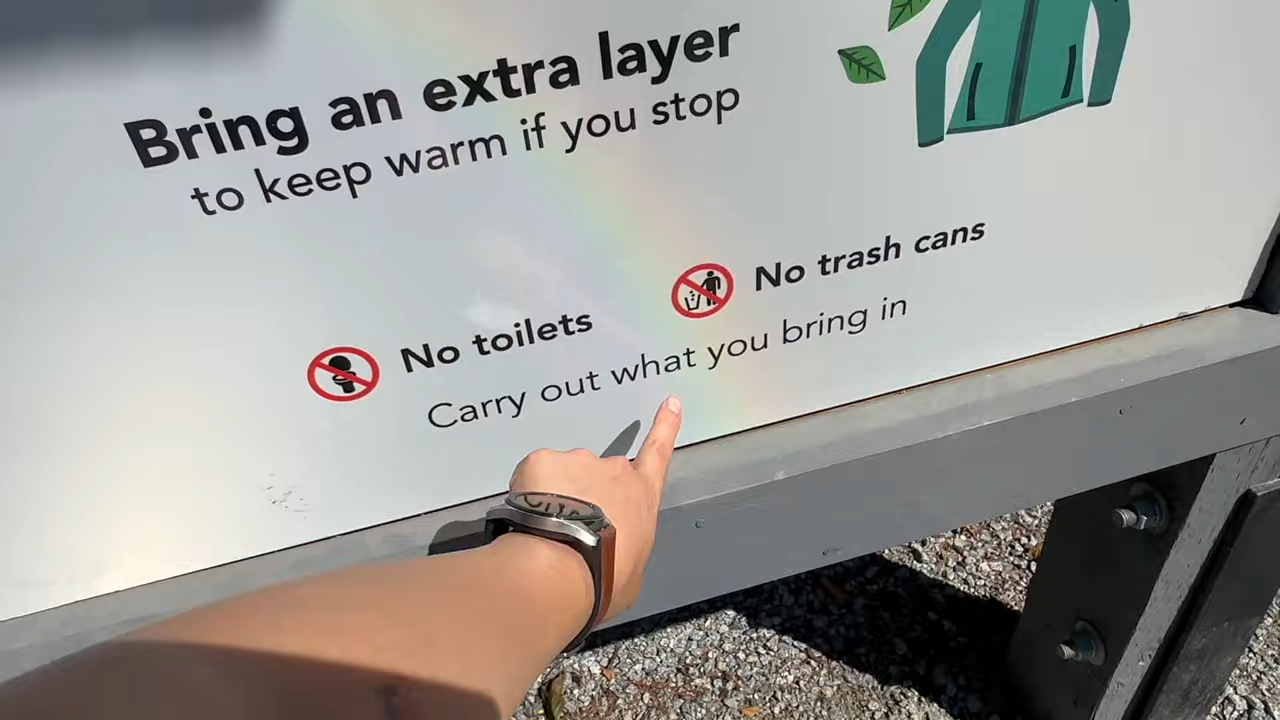 Bring an extra layer
to keep warm if you stop
No toilets
No trash cans
Carry out what you bring in